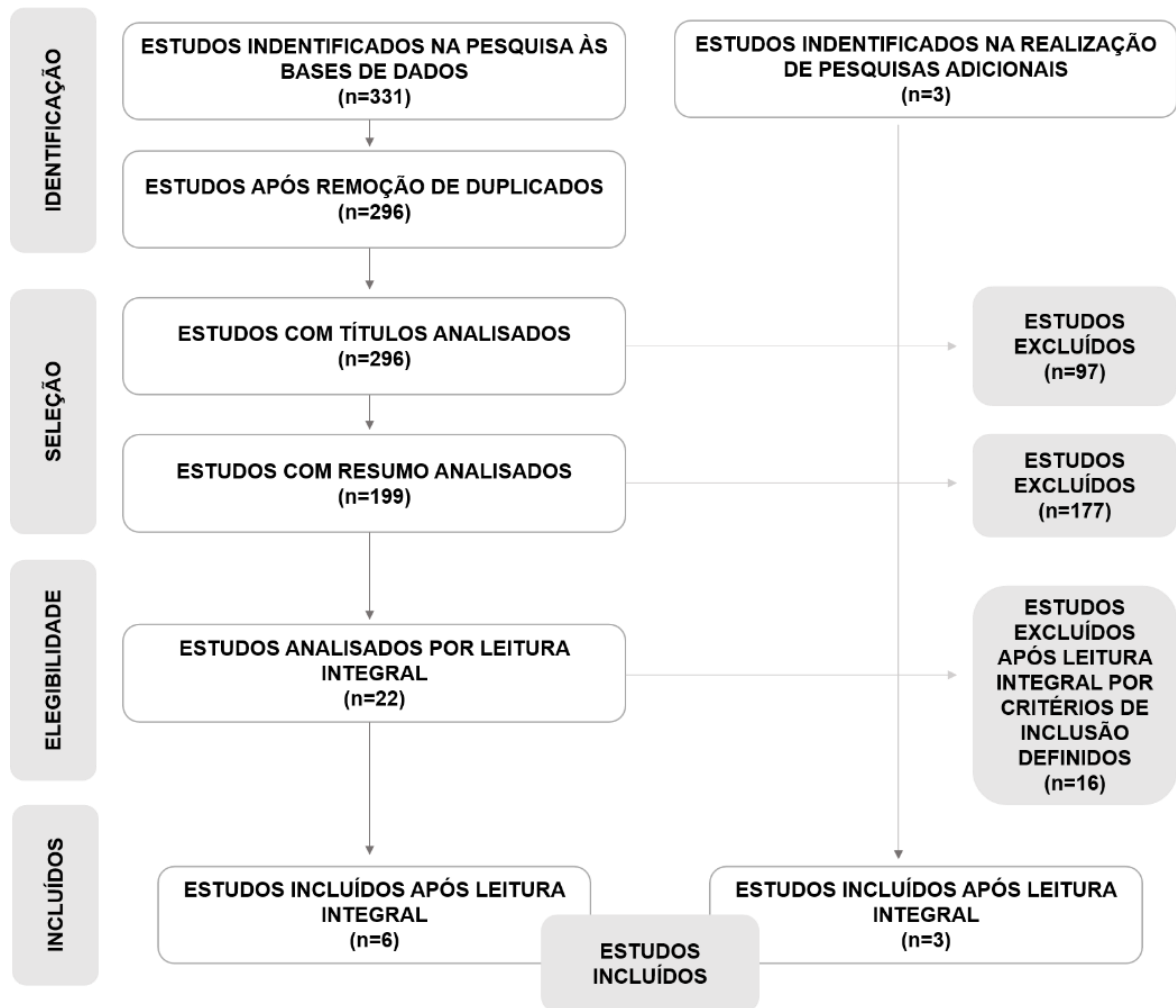 IDENTIFICAÇÃO
ESTUDOS INDENTIFICADOS NA PESQUISA ÀS
BASES DE DADOS
(n=331)
ESTUDOS INDENTIFICADOS NA REALIZAÇÃO
DE PESQUISAS ADICIONAIS
(n=3)
ESTUDOS APÓS REMOÇÃO DE DUPLICADOS
(n=296)
SELEÇÃO
ESTUDOS COM TÍTULOS ANALISADOS
(n=296)
ESTUDOS
EXCLUÍDOS
(n=97)
ESTUDOS COM RESUMO ANALISADOS
(n=199)
ESTUDOS
EXCLUÍDOS
(n=177)
ELEGIBILIDADE
ESTUDOS ANALISADOS POR LEITURA
INTEGRAL
(n=22)
ESTUDOS
EXCLUÍDOS
APÓS LEITURA
INTEGRAL POR
CRITÉRIOS DE
INCLUSÃO
DEFINIDOS
(n=16)
INCLUÍDOS
ESTUDOS INCLUÍDOS APÓS LEITURA
INTEGRAL
(n=6)
ESTUDOS INCLUÍDOS APÓS LEITURA
INTEGRAL
(n=3)
ESTUDOS
INCLUÍDOS